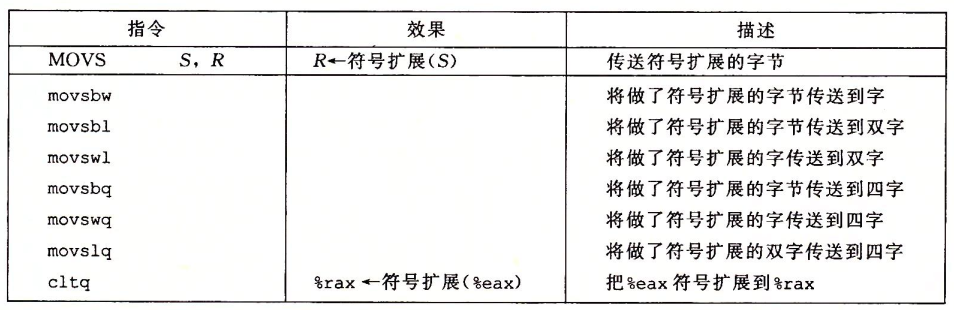 指令 效果 描述
MOVS S, R R←符号扩展(S) 传送符号扩展的字节
movsbw 将做了符号扩展的字节传送到字
movsbl 将做了符号扩展的字节传送到双字
movswl 将做了符号扩展的字传送到双字
movsbq 将做了符号扩展的字节传送到四字
movswq 将做了符号扩展的字传送到四字
movslq 将做了符号扩展的双字传送到四字
cltq %rax←符号扩展(%eax) 把%eax符号扩展到%rax